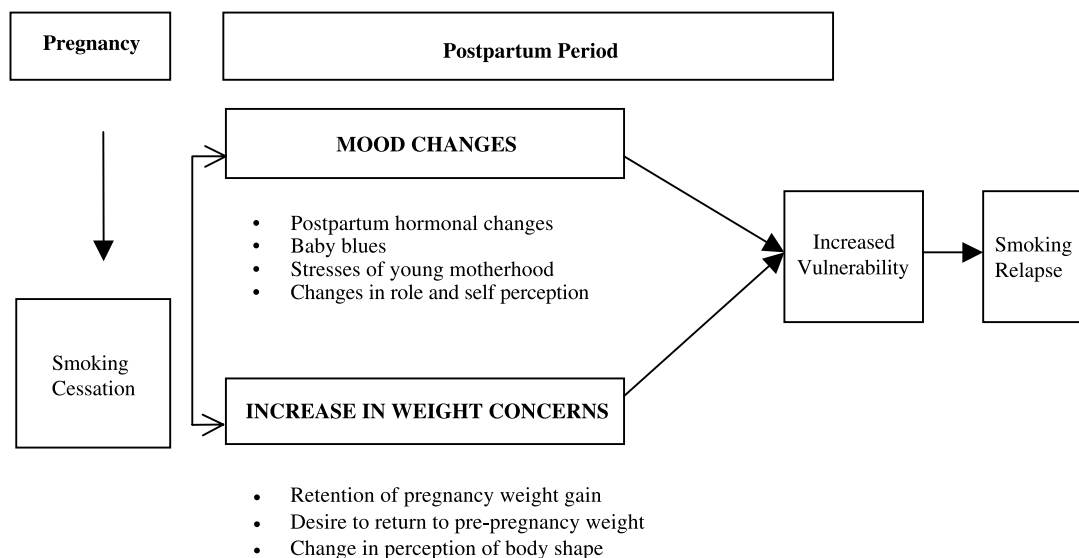 Pregnancy
Postpartum Period
MOOD CHANGES
• Postpartum hormonal changes
• Baby blues
• Stresses of young motherhood
• Changes in role and self perception
Increased
Vulnerability
Smoking
Relapse
Smoking
Cessation
INCREASE IN WEIGHT CONCERNS
• Retention of pregnancy weight gain
• Desire to return to pre-pregnancy weight
• Change in perception of body shape